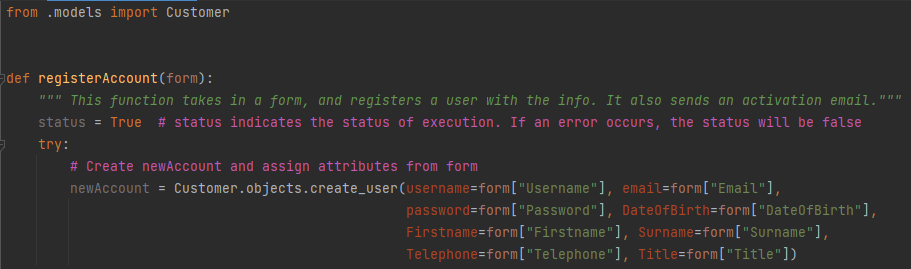 from .models import Customer
def registerAccount(form):
""" This function takes in a form, and registers a user with the info. It also sends an activation email."""
status = True  # status indicates the status of execution. If an error occurs, the status will be false
try:
# Create newAccount and assign attributes from form
newAccount = Customer.objects.create_user(username=form["Username"], email=form["Email"],
password=form["Password"], DateOfBirth=form["DateOfBirth"],
Firstname=form["Firstname"], Surname=form["Surname"],
Telephone=form["Telephone"], Title=form["Title"])